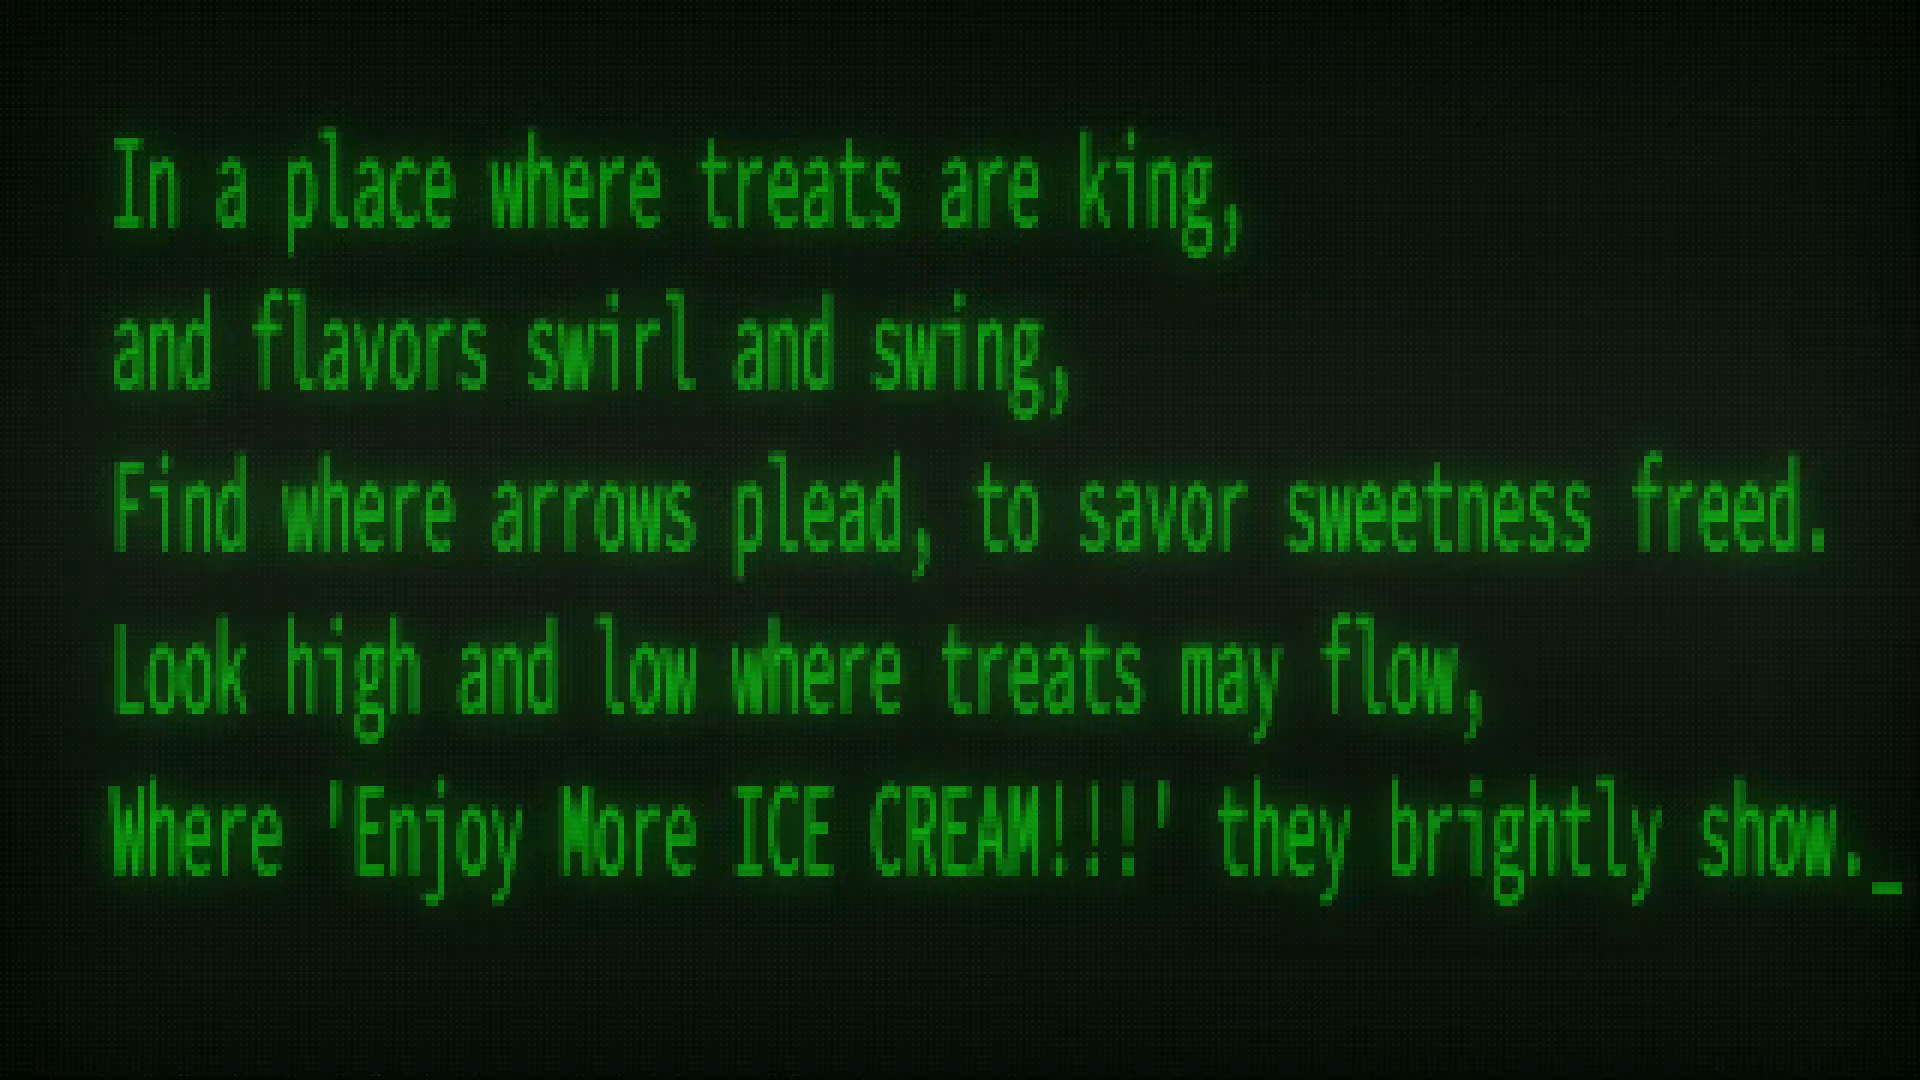 In a place where treats are king,
and flavors swirl and swing,
Find where arrows plead, to savor sweetness freed.
Look high and low where treats may flow,
Where 'Enjoy More ICE CREAM!!!' they brightly show._